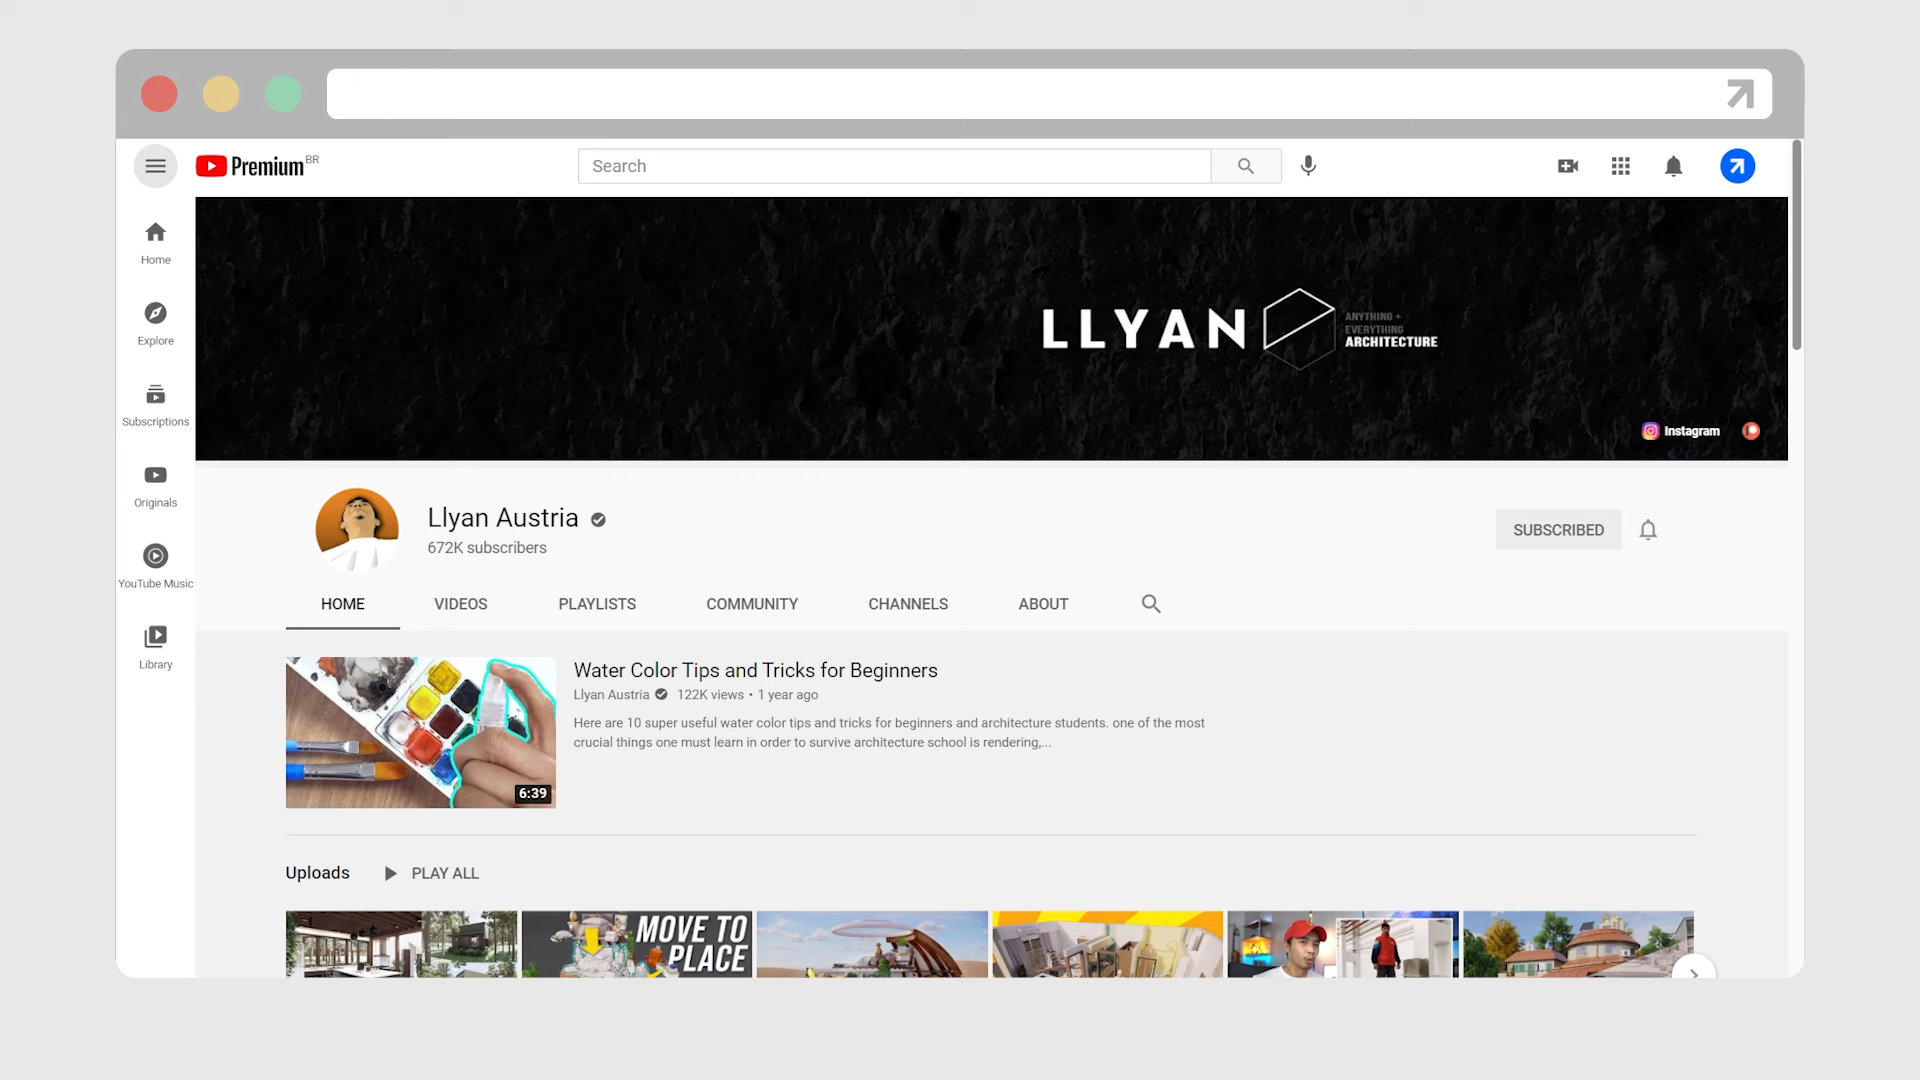 Premium BR
Search
Home
Explore
Subscriptions
Originals
YouTube Music
Library
LLYAN
ANYTHING +
EVERYTHING
ARCHITECTURE
Instagram
Llyan Austria
672K subscribers
SUBSCRIBED
HOME VIDEOS PLAYLISTS COMMUNITY CHANNELS ABOUT
6:39
Water Color Tips and Tricks for Beginners
Llyan Austria 122K views • 1 year ago
Here are 10 super useful water color tips and tricks for beginners and architecture students. one of the most
crucial things one must learn in order to survive architecture school is rendering,...
Uploads PLAY ALL
MOVE TO
PLACE